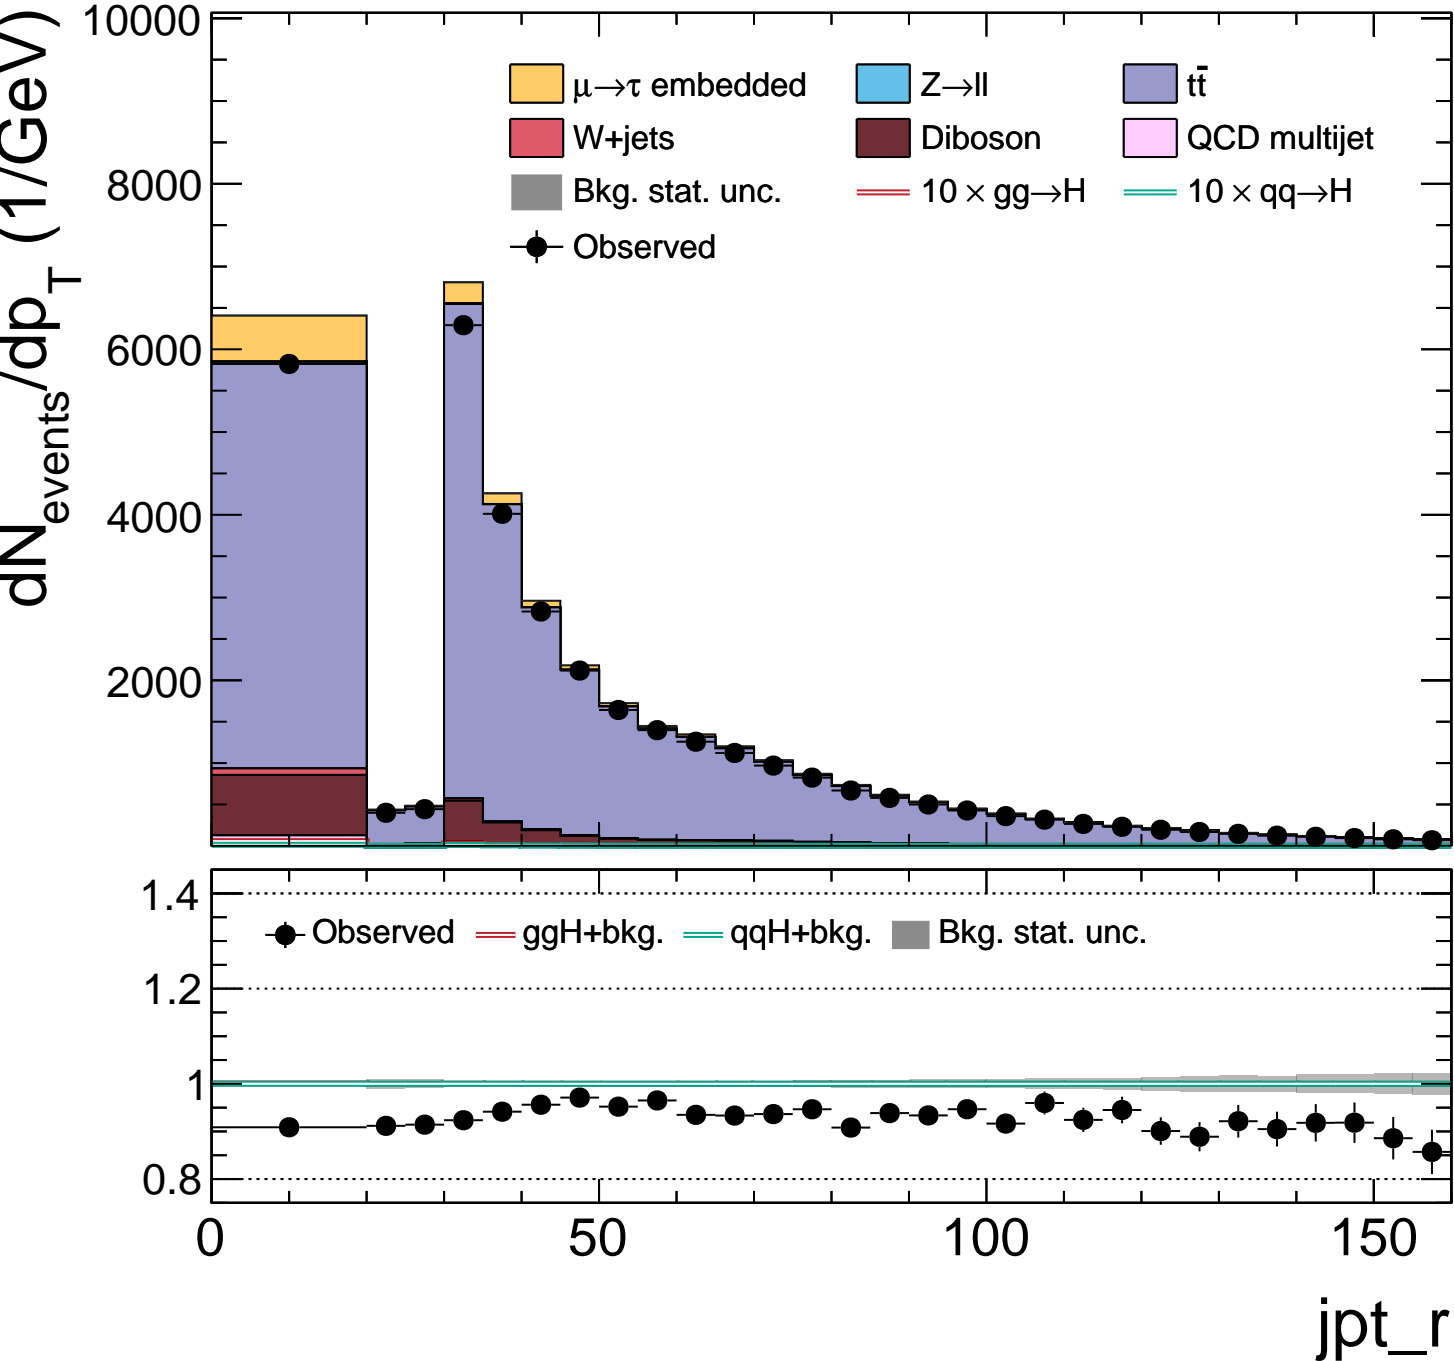 10000
8000
6000
4000
2000
dN_events/dp_T (1/GeV)
μ→τ embedded
Z→ll
tt̄
W+jets
Diboson
QCD multijet
Bkg. stat. unc.
10 × gg→H
10 × qq→H
Observed
1.4
1.2
1
0.8
Observed
ggH+bkg.
qqH+bkg.
Bkg. stat. unc.
0
50
100
150
jpt_r